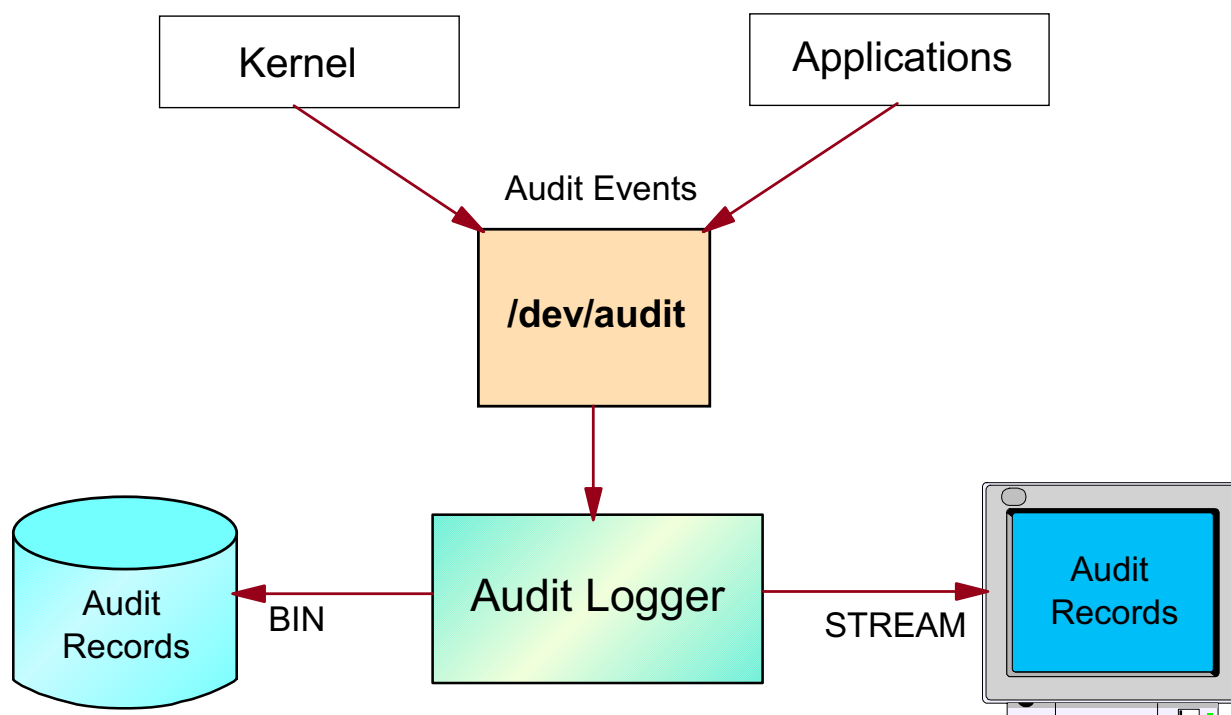 Kernel
Applications
Audit Events
/dev/audit
Audit
Records
BIN
Audit Logger
STREAM
Audit
Records